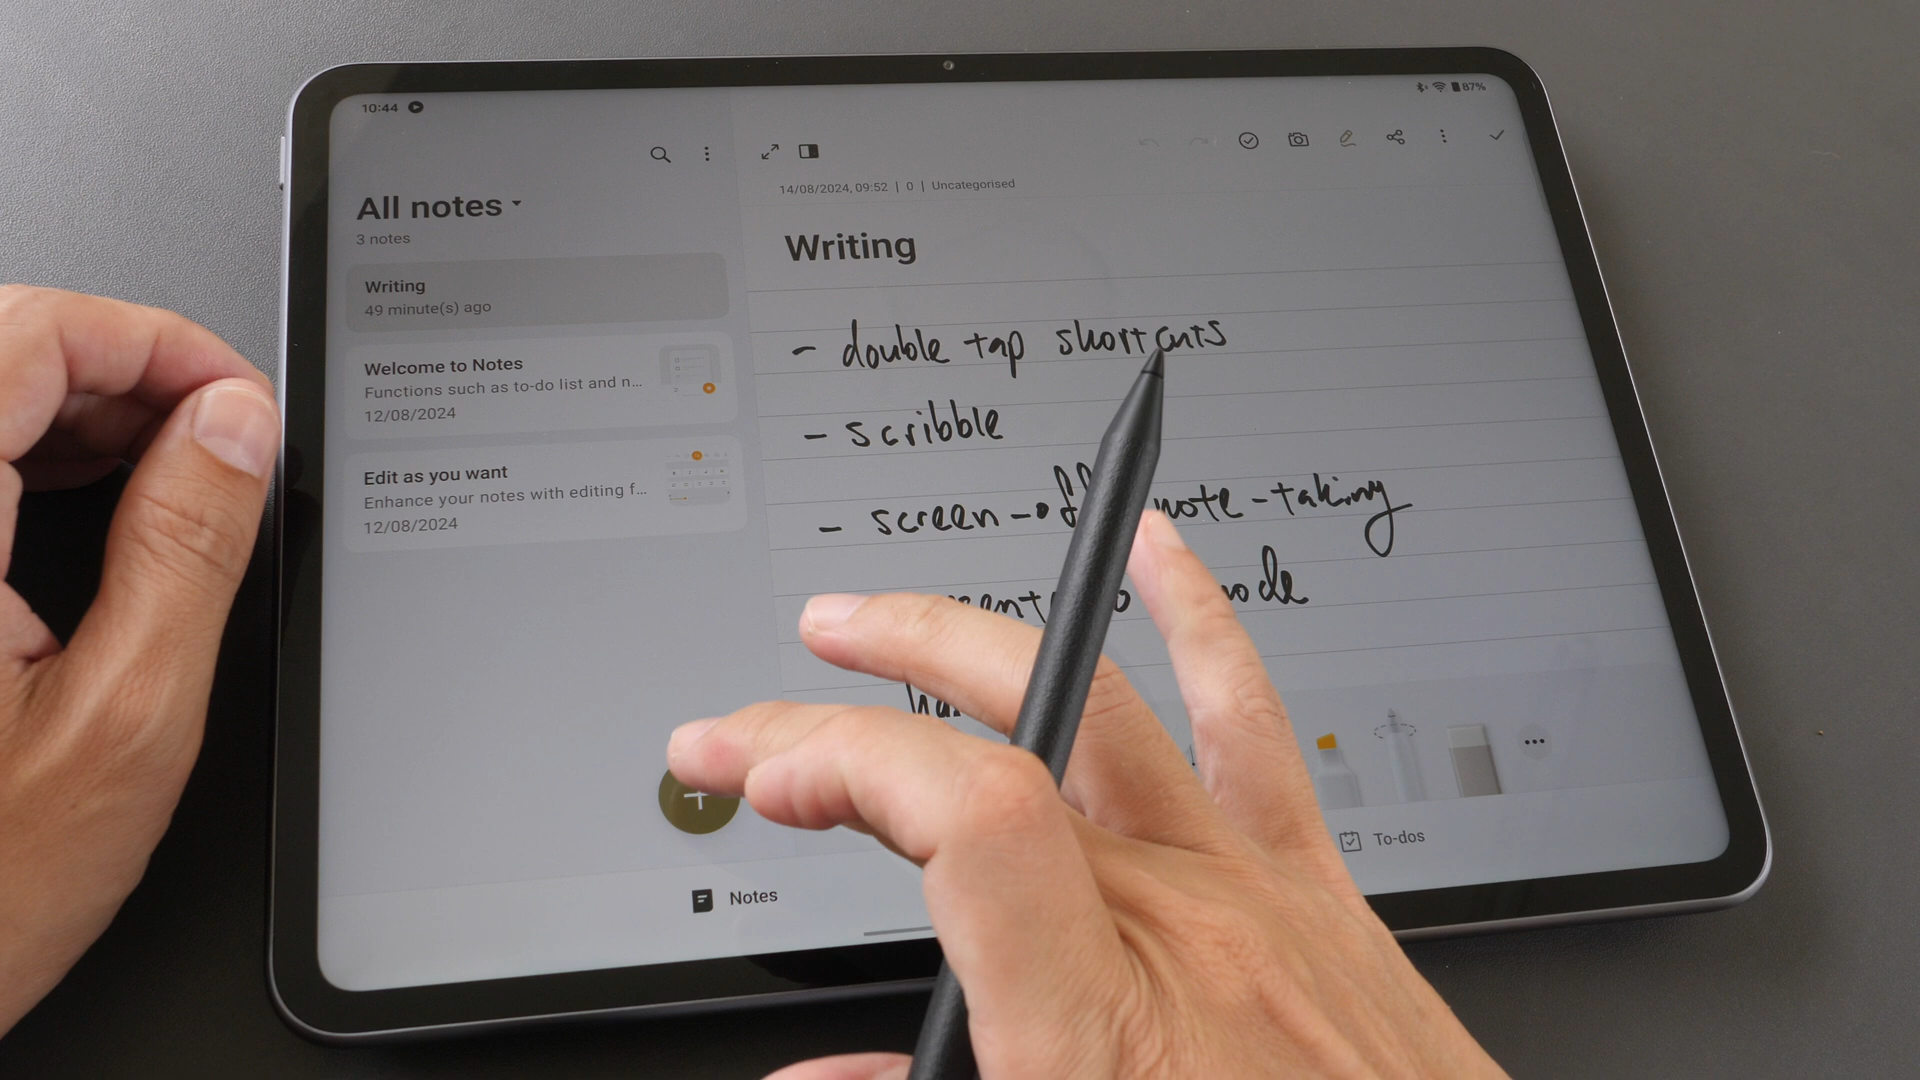 10:44
87%
14/08/2024, 09:52 | 0 | Uncategorised
All notes
3 notes
Writing
49 minute(s) ago
Welcome to Notes
Functions such as to-do list and n...
12/08/2024
Edit as you want
Enhance your notes with editing f...
12/08/2024
Writing
- double tap shortcuts
- scribble
- screen-off note-taking
Notes
To-dos